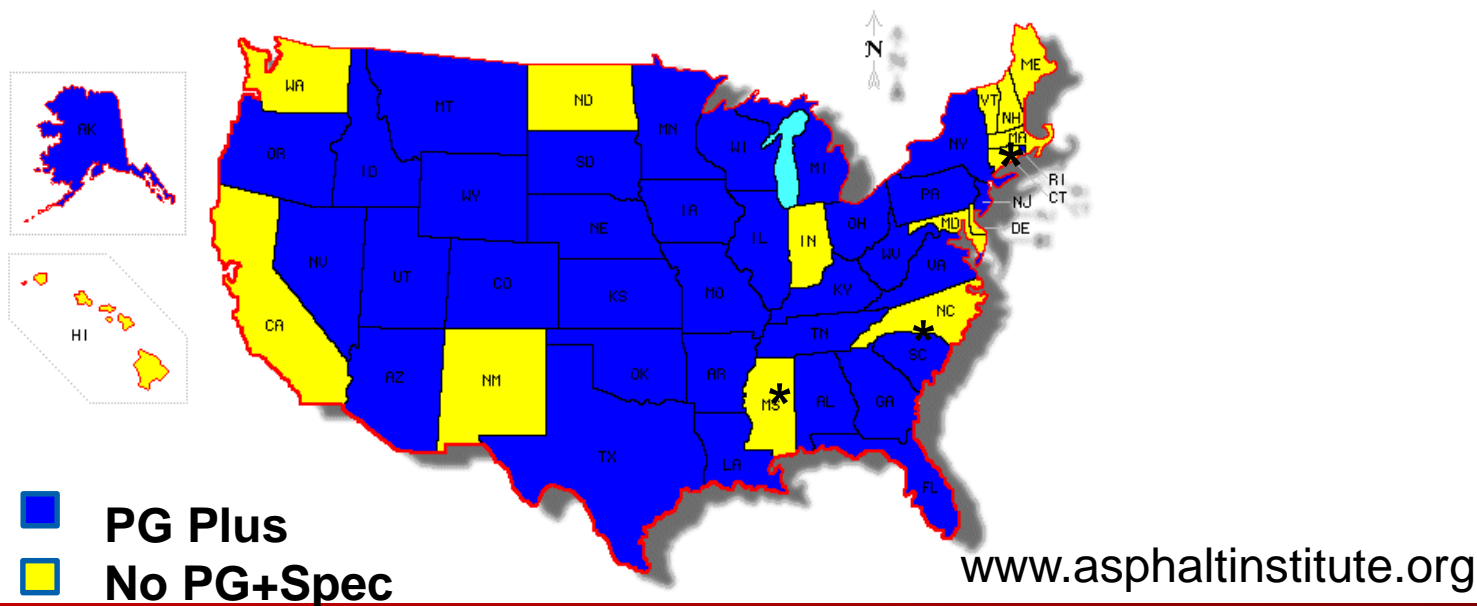 N
ME
WA
MT
ND
VT
NH
MN
MA
AK
OR
ID
SD
WI
MI
NY
WY
RI
PA
CT
IA
NJ
NE
OH
MD
DE
IL
IN
NV
WV
VA
UT
CO
KS
MO
KY
CA
NC
HI
TN
SC
*
*
*
AZ
NM
OK
AR
MS
AL
GA
TX
LA
FL
PG Plus
www.asphaltinstitute.org
No PG+Spec